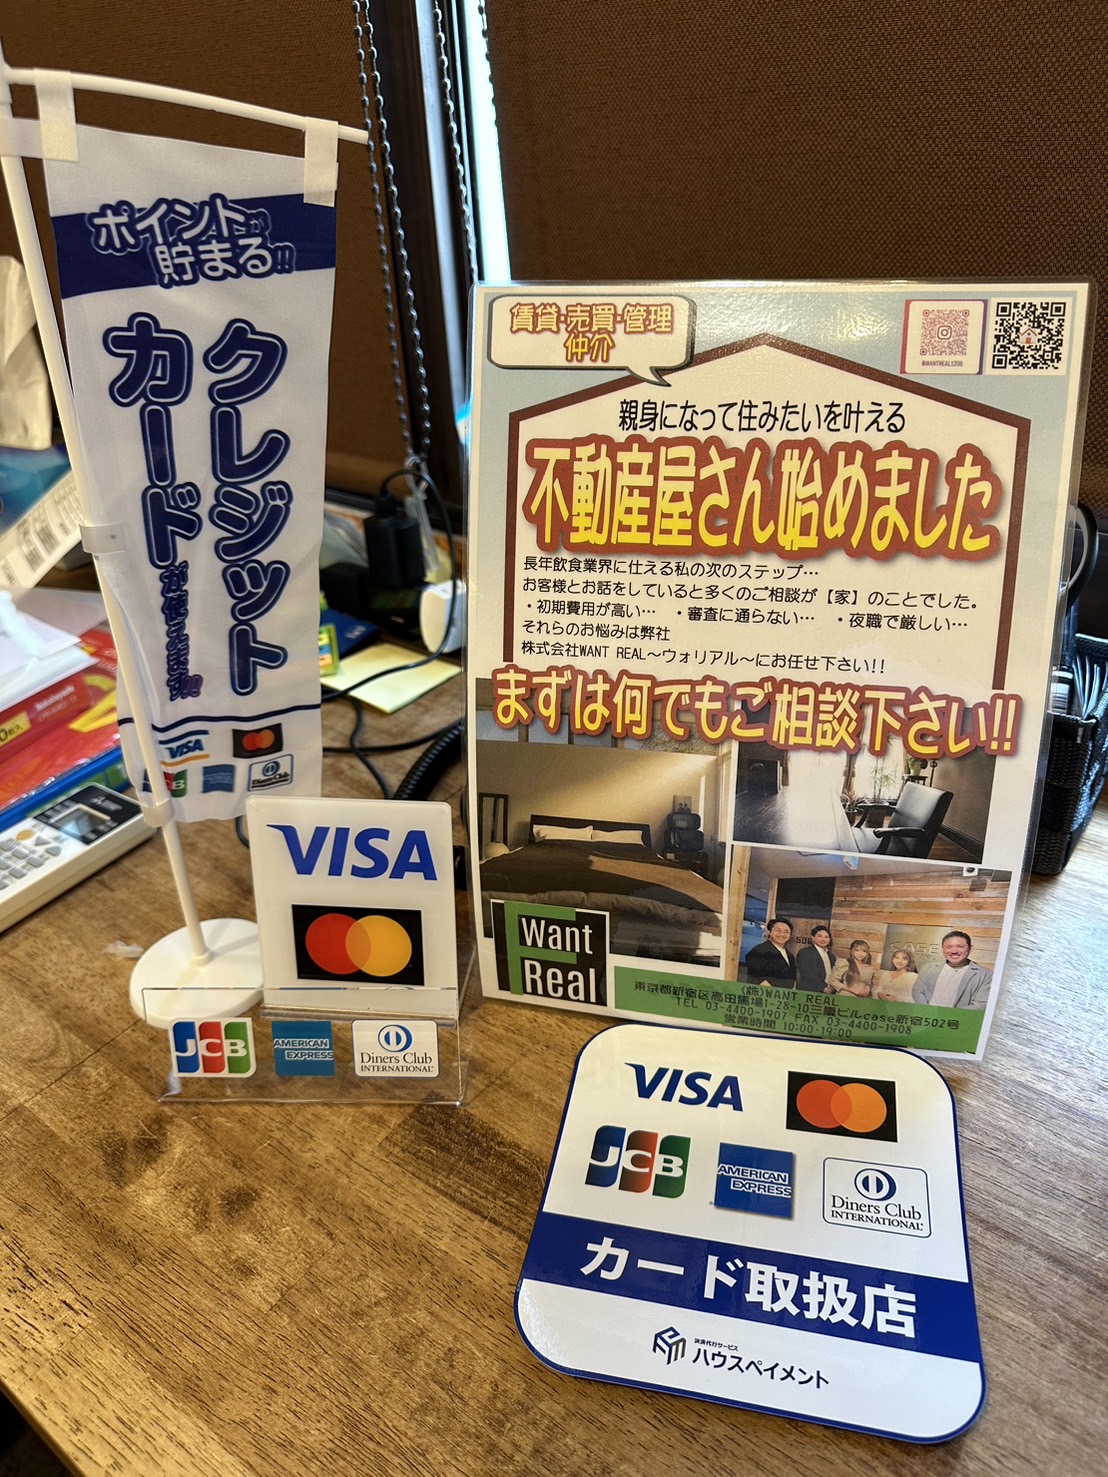 ポイントが
貯まる!!
クレジット
カードが使えます!!
VISA
JCB
Diners Club
VISA
JCB
AMERICAN
EXPRESS
Diners Club
INTERNATIONAL
賃貸・売買・管理
仲介
@WANTREAL1206
親身になって住みたいを叶える
不動産屋さん始めました
長年飲食業界に仕える私の次のステップ…
お客様とお話をしていると多くのご相談が【家】のことでした。
・初期費用が高い… ・審査に通らない… ・夜職で厳しい…
それらのお悩みは弊社
株式会社WANT REAL～ウォリアル～にお任せ下さい!!
まずは何でもご相談下さい!!
CASE
Want
Real
(株)WANT REAL
東京都新宿区高田馬場1-28-10三慶ビルcase新宿502号
TEL 03-4400-1907 FAX 03-4400-1908
営業時間 10:00-19:00
VISA
JCB
AMERICAN
EXPRESS
Diners Club
INTERNATIONAL
カード取扱店
決済代行サービス
ハウスペイメント